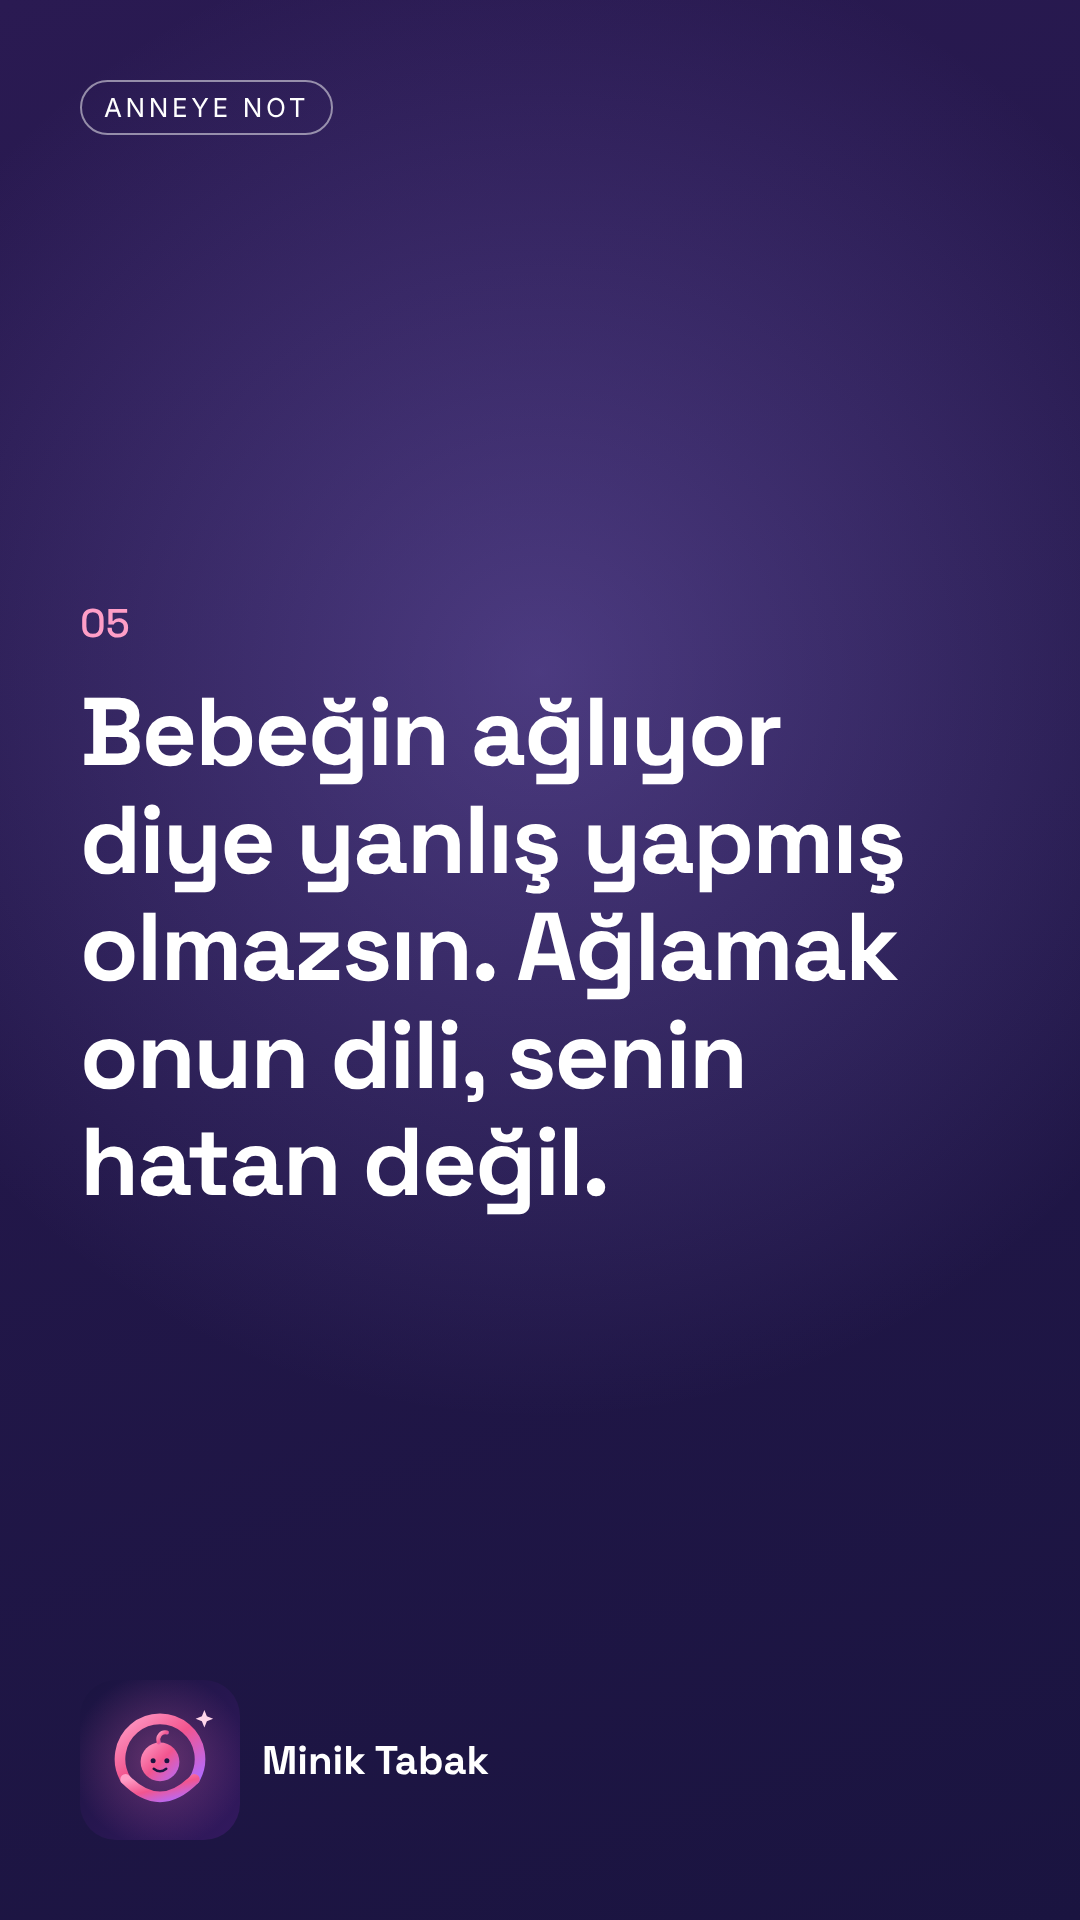 ANNEYE NOT
05
Bebeğin ağlıyor
diye yanlış yapmış
olmazsın. Ağlamak
onun dili, senin
hatan değil.
Minik Tabak